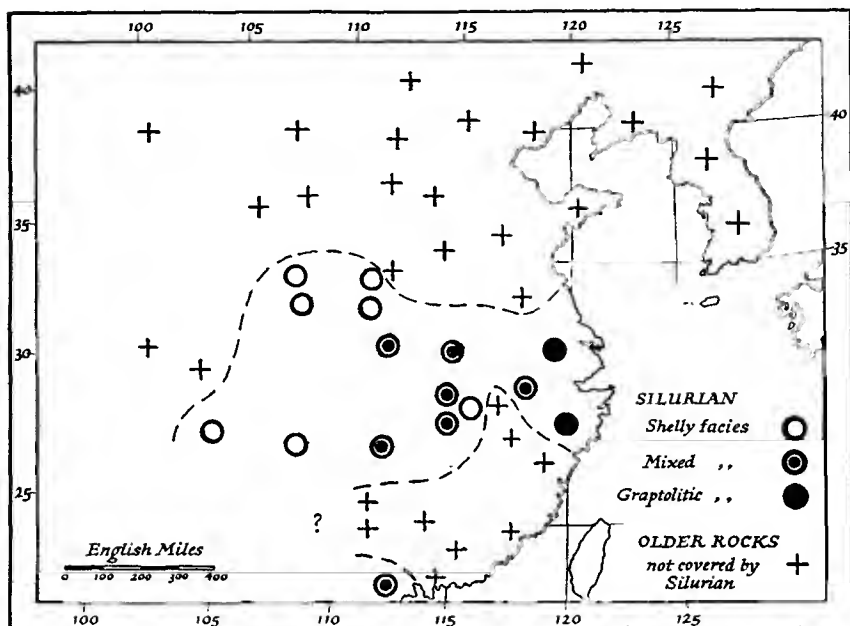 100 105 110 115 120 125
40 40
35 35
30
25
SILURIAN
Shelly facies
Mixed ,,
Graptolitic ,,
?
English Miles
0 100 200 300 400
OLDER ROCKS
not covered by
Silurian
100 105 110 115 120 125